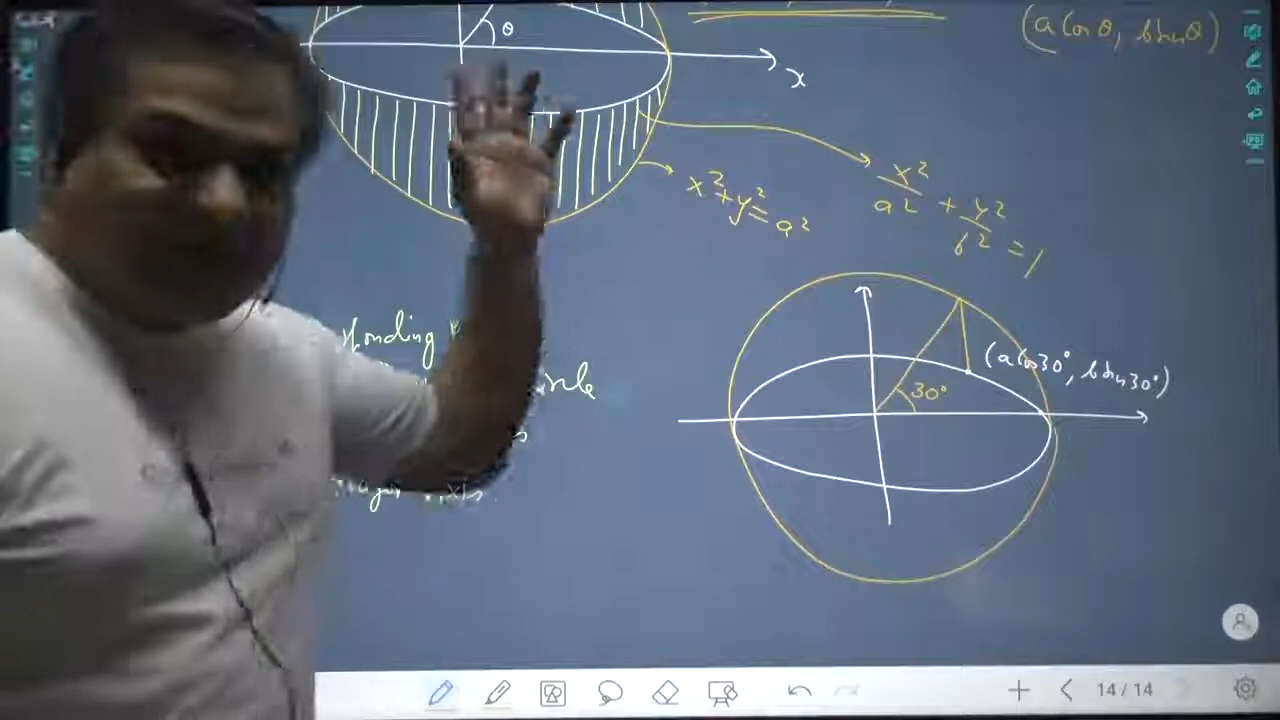 θ
(a Cos θ, b Sin θ)
x
x² + y² = a²
x²/a² + y²/b² = 1
(a Cos 30°, b Sin 30°)
30°
14 / 14